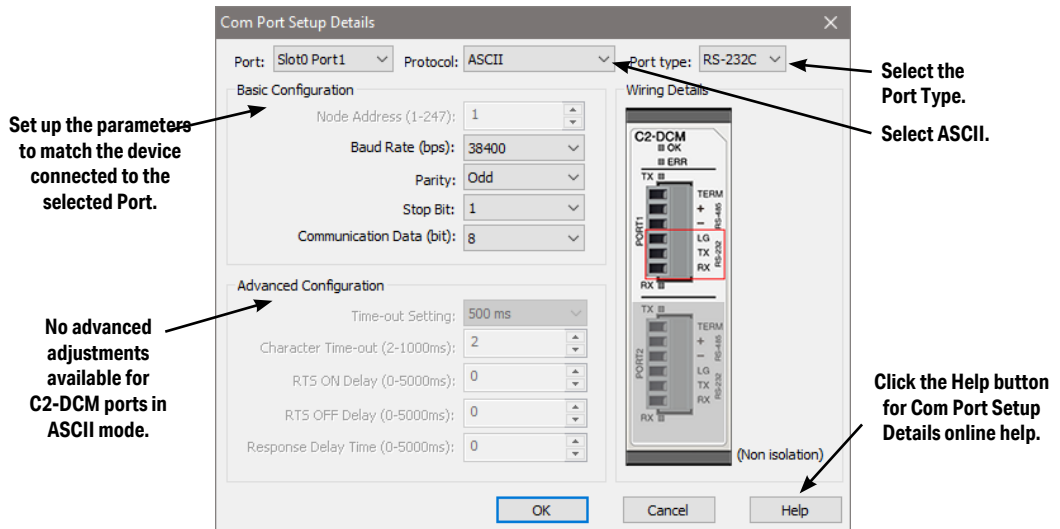 Com Port Setup Details
Port: Slot0 Port1 Protocol: ASCII Port type: RS-232C
Select the
Port Type.
Select ASCII.
Basic Configuration
Set up the parameters
to match the device
connected to the
selected Port.
Node Address (1-247): 1
Baud Rate (bps): 38400
Parity: Odd
Stop Bit: 1
Communication Data (bit): 8
Wiring Details
C2-DCM
OK
ERR
TX
PORT1
TERM
+
−
RS-485
LG
TX
RX
RS-232
RX
TX
PORT2
TERM
+
−
RS-485
LG
TX
RX
RS-232
RX
(Non isolation)
Advanced Configuration
No advanced
adjustments
available for
C2-DCM ports in
ASCII mode.
Time-out Setting: 500 ms
Character Time-out (2-1000ms): 2
RTS ON Delay (0-5000ms): 0
RTS OFF Delay (0-5000ms): 0
Response Delay Time (0-5000ms): 0
Click the Help button
for Com Port Setup
Details online help.
OK Cancel Help